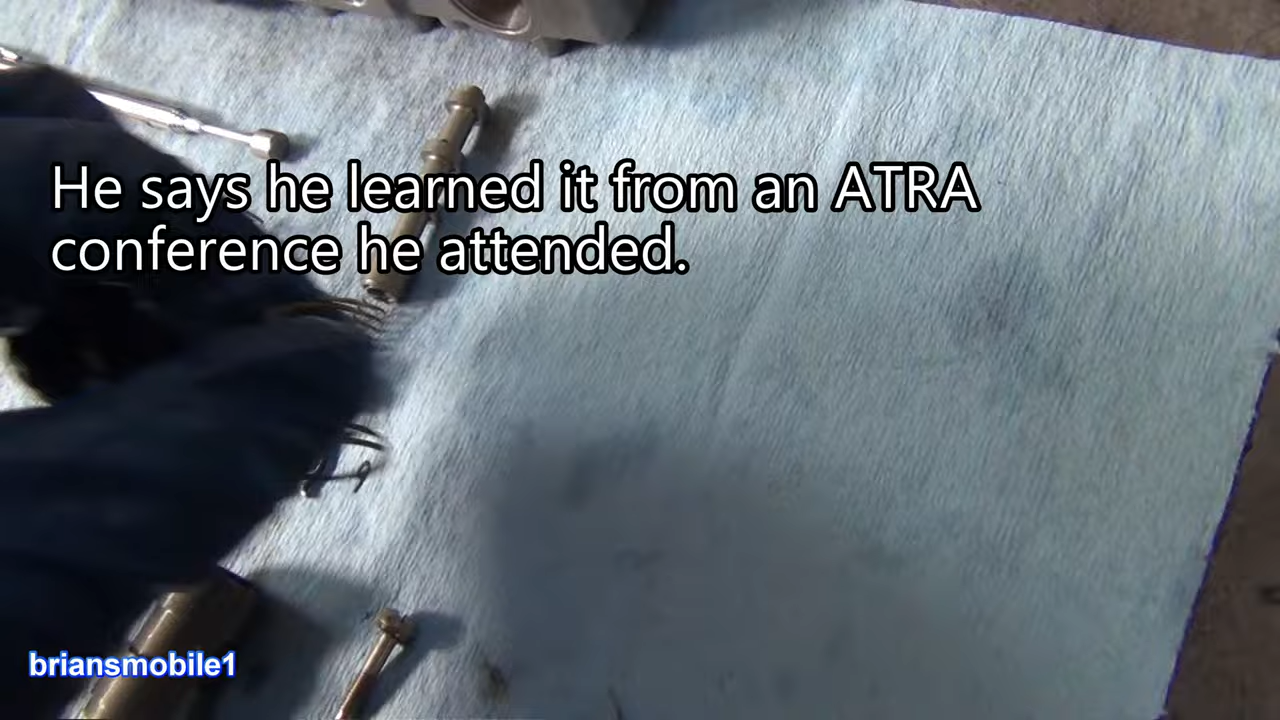 He says he learned it from an ATRA
conference he attended.
briansmobile1